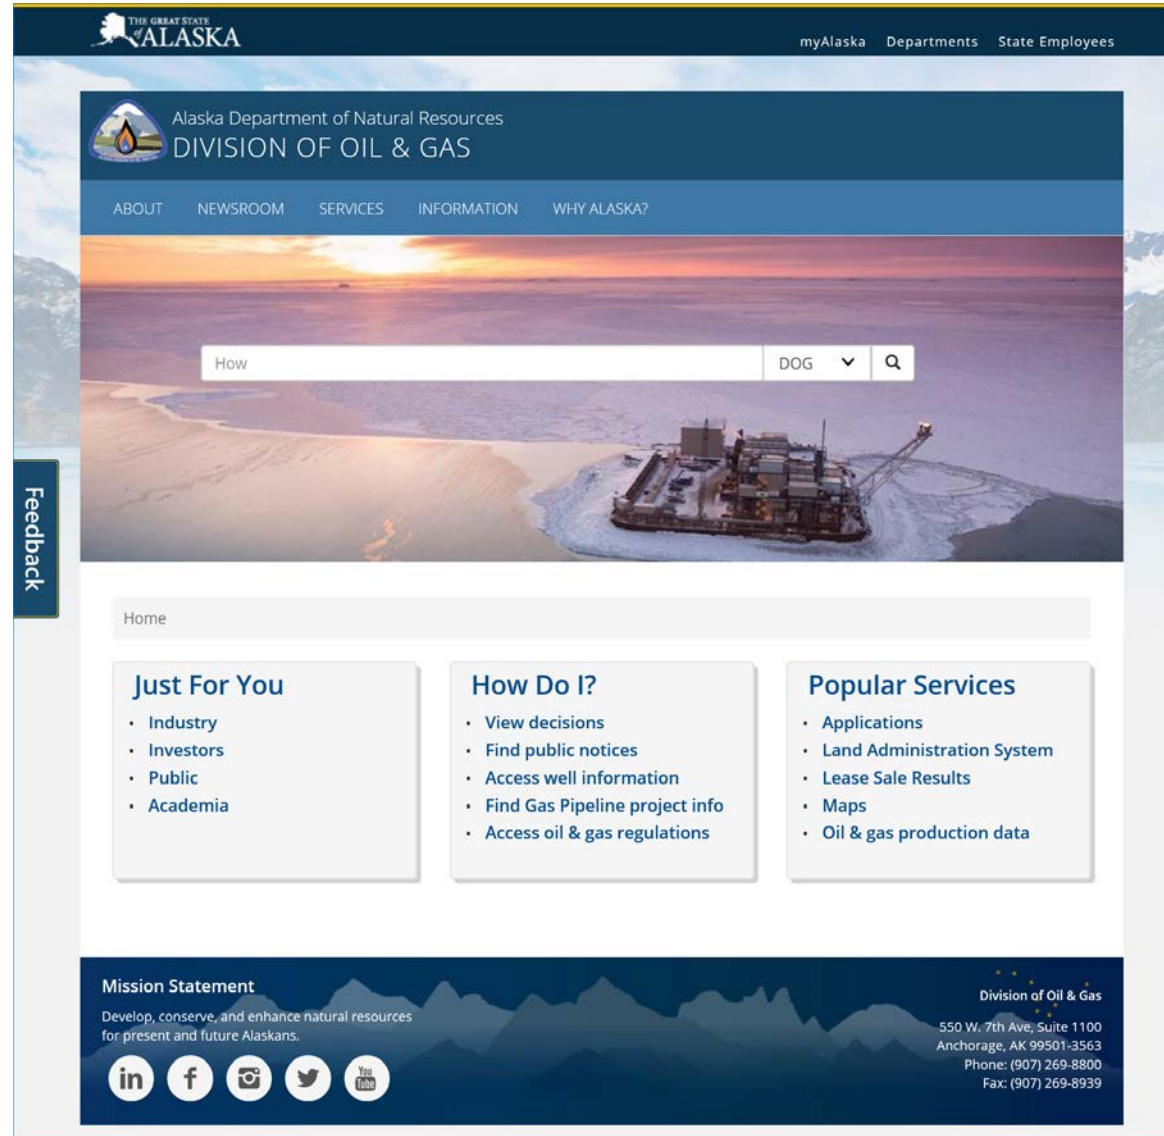 THE GREAT STATE
of ALASKA
myAlaska Departments State Employees
Alaska Department of Natural Resources
DIVISION OF OIL & GAS
ABOUT NEWSROOM SERVICES INFORMATION WHY ALASKA?
How DOG
Feedback
Home
Just For You
• Industry
• Investors
• Public
• Academia
How Do I?
• View decisions
• Find public notices
• Access well information
• Find Gas Pipeline project info
• Access oil & gas regulations
Popular Services
• Applications
• Land Administration System
• Lease Sale Results
• Maps
• Oil & gas production data
Mission Statement
Develop, conserve, and enhance natural resources
for present and future Alaskans.
in f You
Tube
Division of Oil & Gas
550 W. 7th Ave, Suite 1100
Anchorage, AK 99501-3563
Phone: (907) 269-8800
Fax: (907) 269-8939